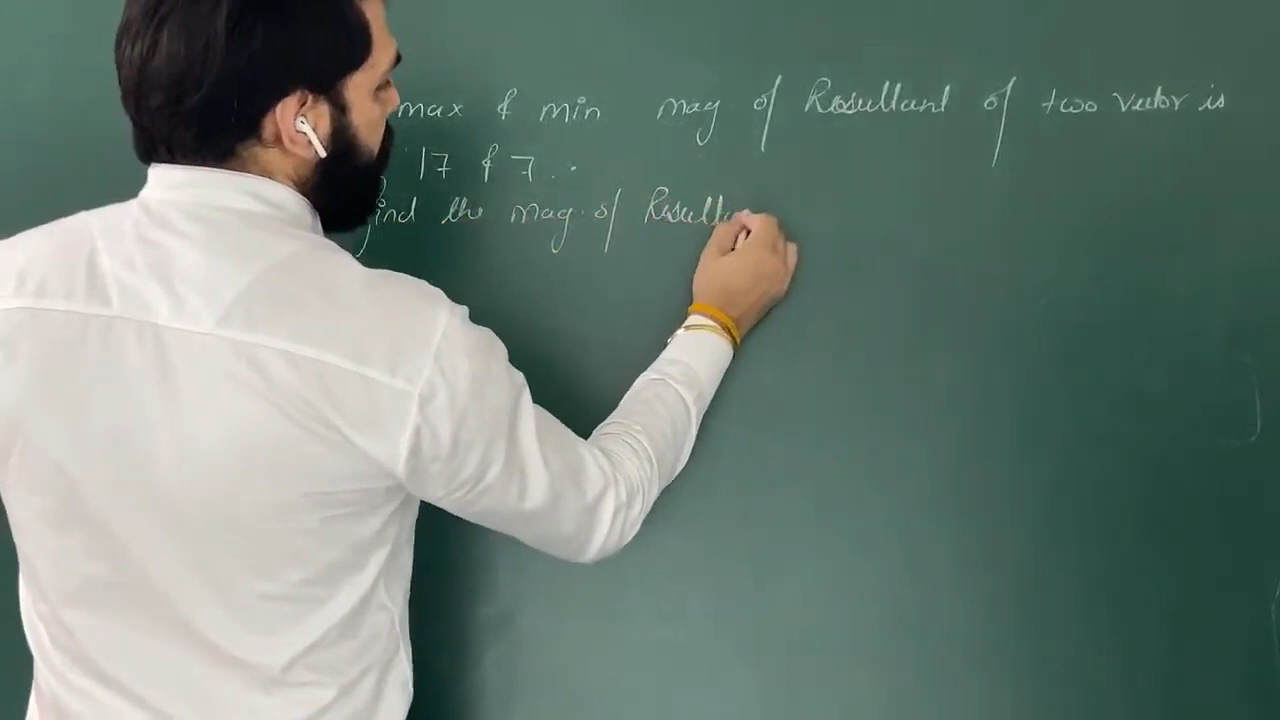 max & min mag of Resultant of two vector is
17 & 7 . .
find the mag. of